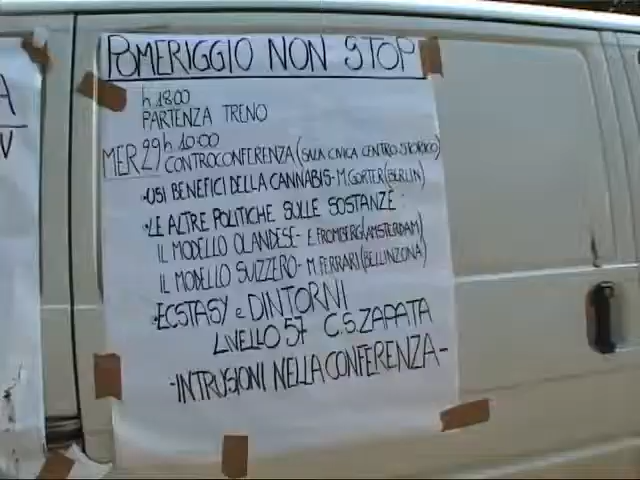 POMERIGGIO NON STOP
h 18:00
PARTENZA TRENO
MER 29 h 10:00
CONTROCONFERENZA (SALA CIVICA CENTRO STORICO)
•USI BENEFICI DELLA CANNABIS - M. GORTER (BERLIN)
•LE ALTRE POLITICHE SULLE SOSTANZE:
IL MODELLO OLANDESE - E. FROMBERG (AMSTERDAM)
IL MODELLO SVIZZERO - M. FERRARI (BELLINZONA)
•ECSTASY e DINTORNI
LIVELLO 57 C.S. ZAPATA
-INTRUSIONI NELLA CONFERENZA-
A
V